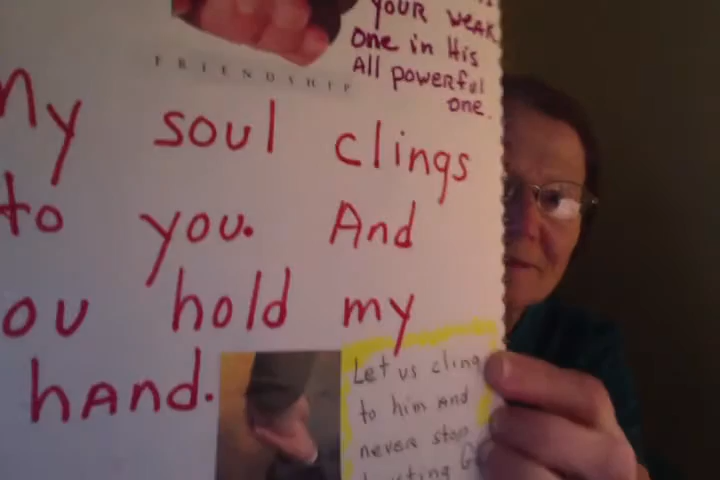 YOUR WEAK
one in His
All powerful
one.
FRIENDSHIP
My soul clings
to you. And
hold my
hand.
Let us cling
to him and
never stop